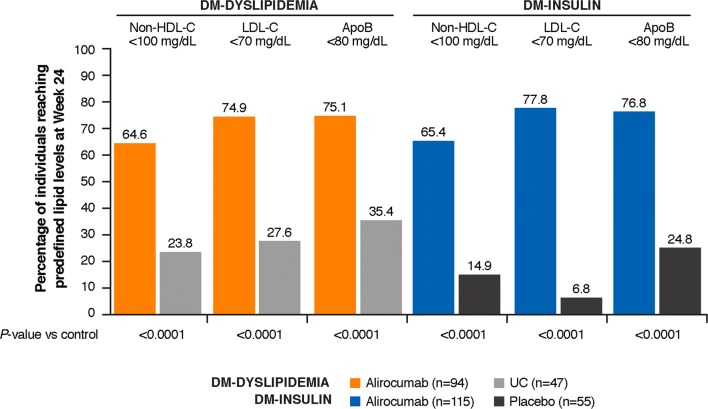 DM-DYSLIPIDEMIA DM-INSULIN
Non-HDL-C LDL-C ApoB Non-HDL-C LDL-C ApoB
<100 mg/dL <70 mg/dL <80 mg/dL <100 mg/dL <70 mg/dL <80 mg/dL
Percentage of individuals reaching
predefined lipid levels at Week 24
100
90
80
70
60
50
40
30
20
10
0
64.6 23.8 74.9 27.6 75.1 35.4 65.4 14.9 77.8 6.8 76.8 24.8
P-value vs control <0.0001 <0.0001 <0.0001 <0.0001 <0.0001 <0.0001
DM-DYSLIPIDEMIA Alirocumab (n=94) UC (n=47)
DM-INSULIN Alirocumab (n=115) Placebo (n=55)